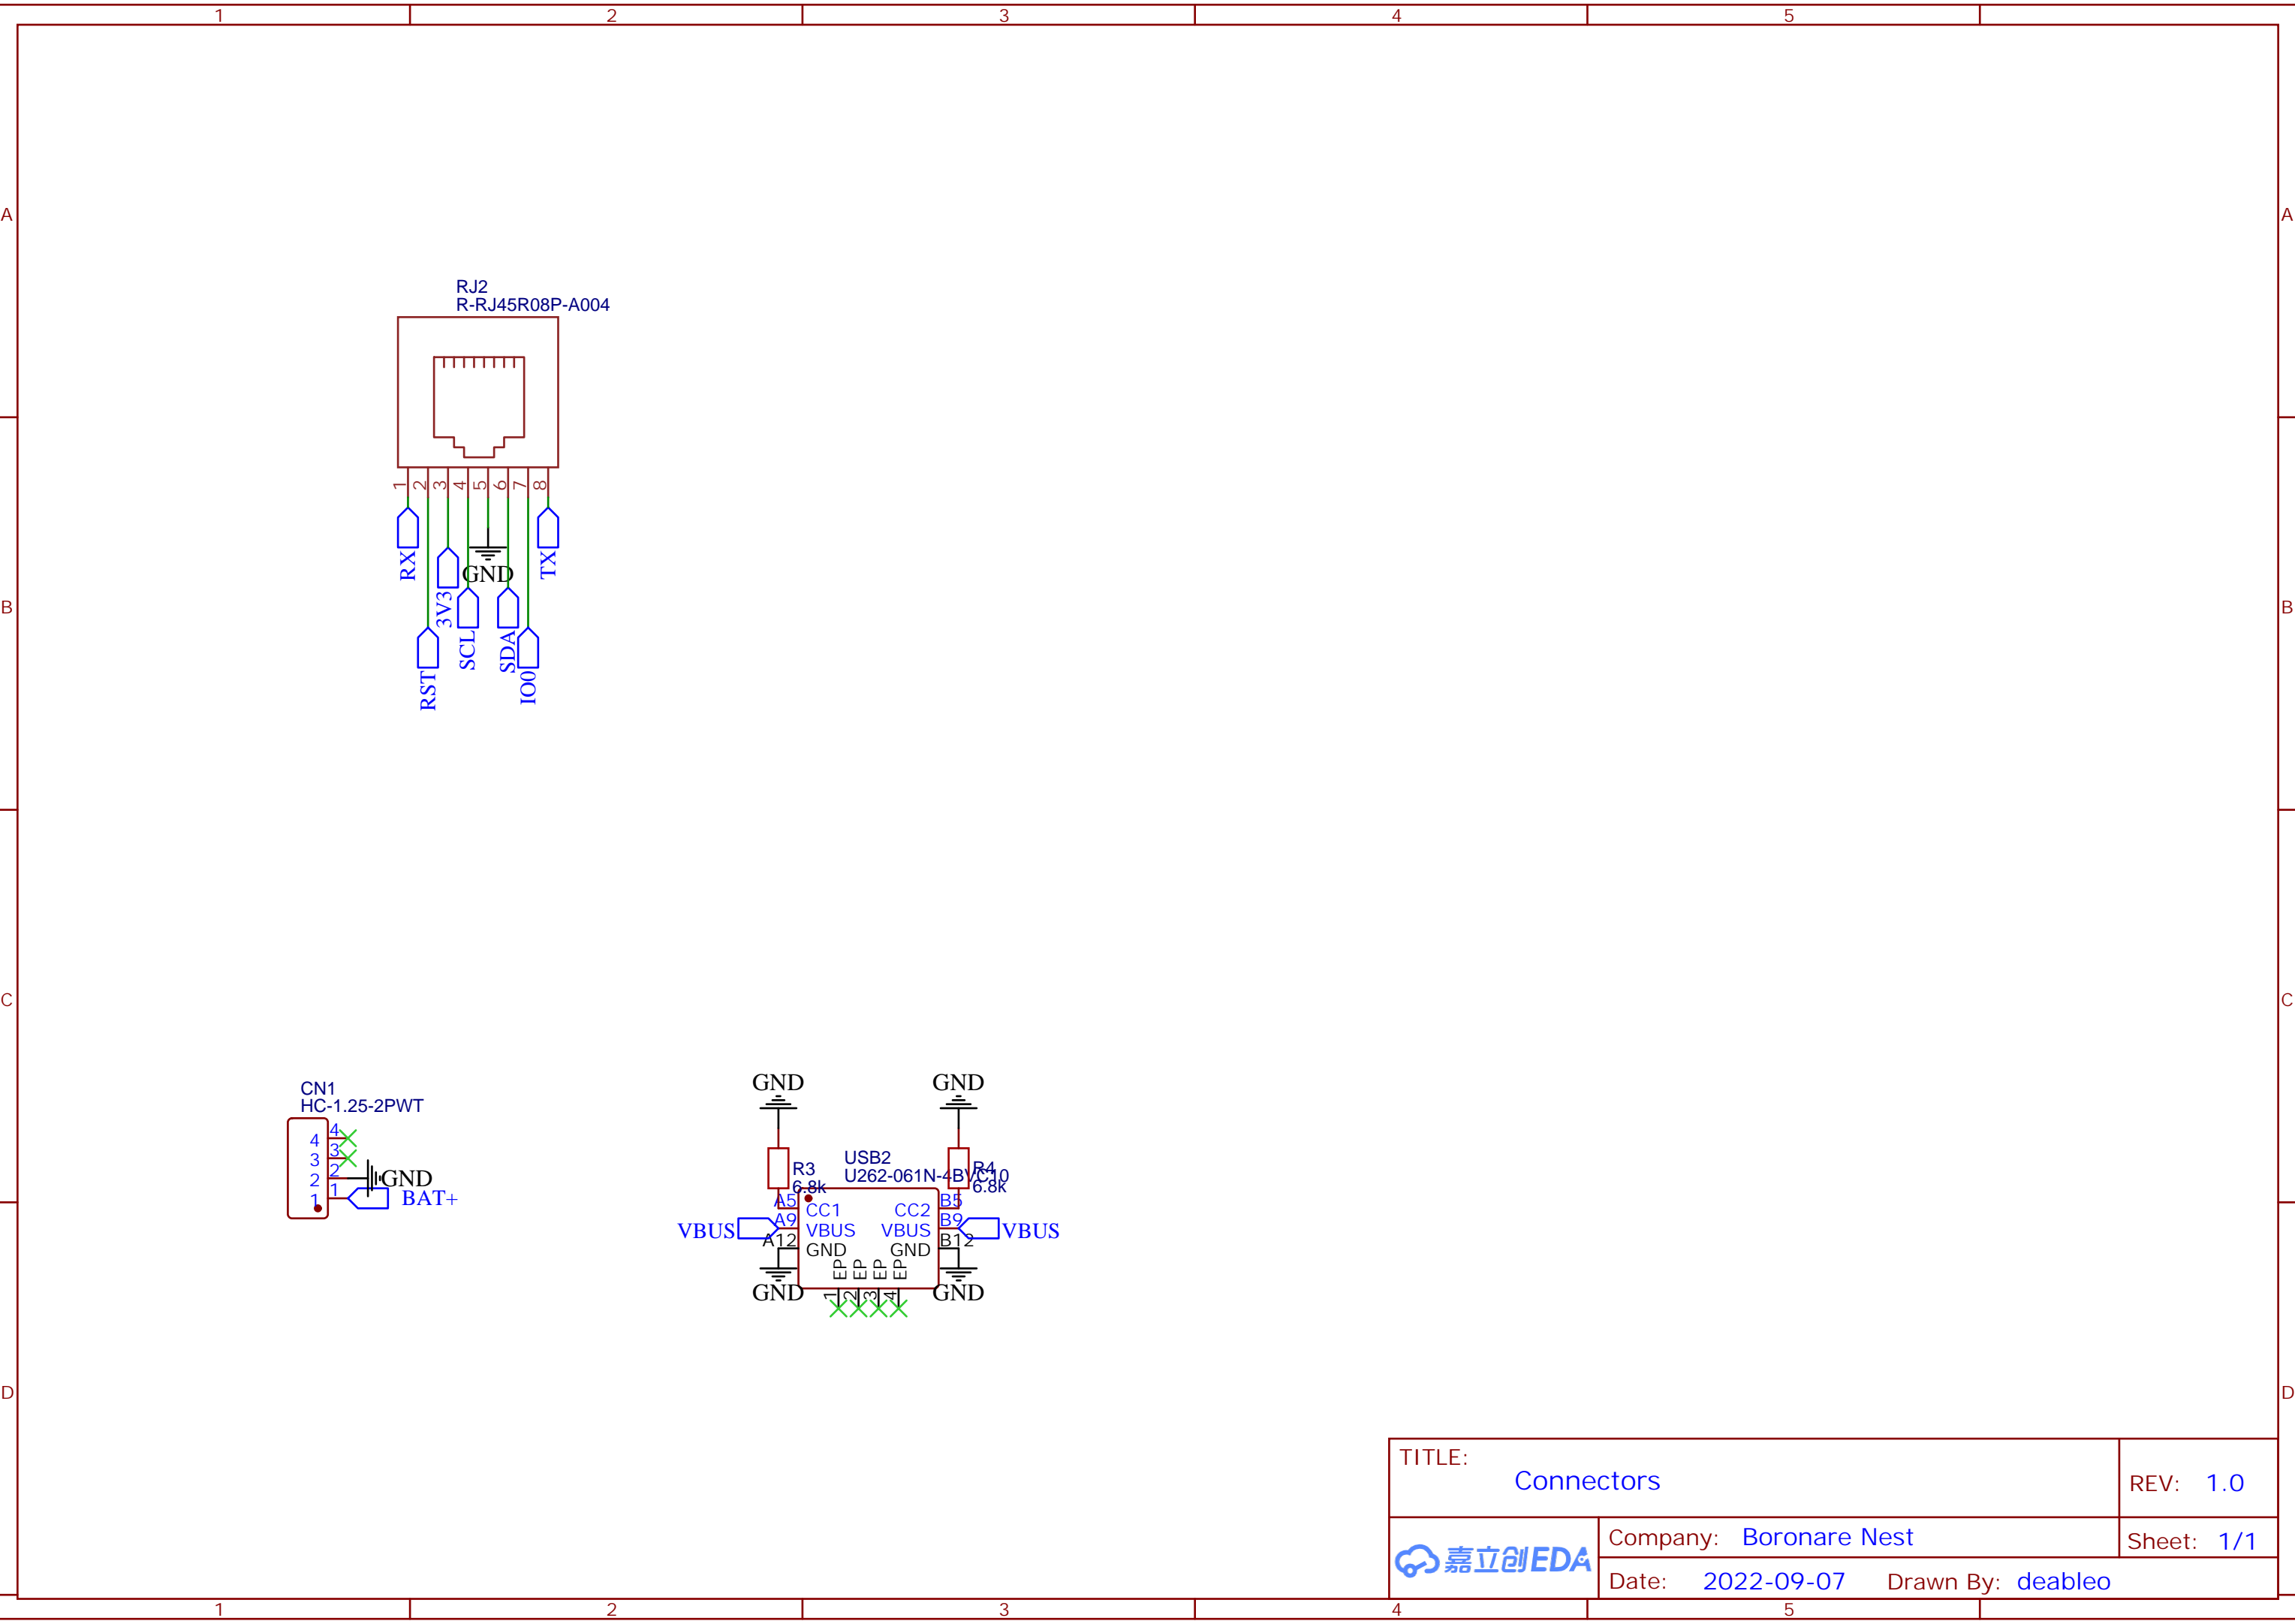 1 2 3 4 5
A A
RJ2
R-RJ45R08P-A004
1 2 3 4 5 6 7 8
RX GND TX
3V3 SCL SDA
RST IO0
B B
C C
CN1
HC-1.25-2PWT
4 4
3 3
2 2 GND
1 1 BAT+
GND GND
R3 USB2 R4
6.8k U262-061N-4BVC10 6.8k
A5 CC1 CC2 B5
VBUS A9 VBUS VBUS B9 VBUS
A12 GND GND B12
EP EP EP EP
GND 1 2 3 4 GND
D D
TITLE:
Connectors
REV: 1.0
嘉立创EDA
Company: Boronare Nest
Sheet: 1/1
Date: 2022-09-07 Drawn By: deableo
1 2 3 4 5